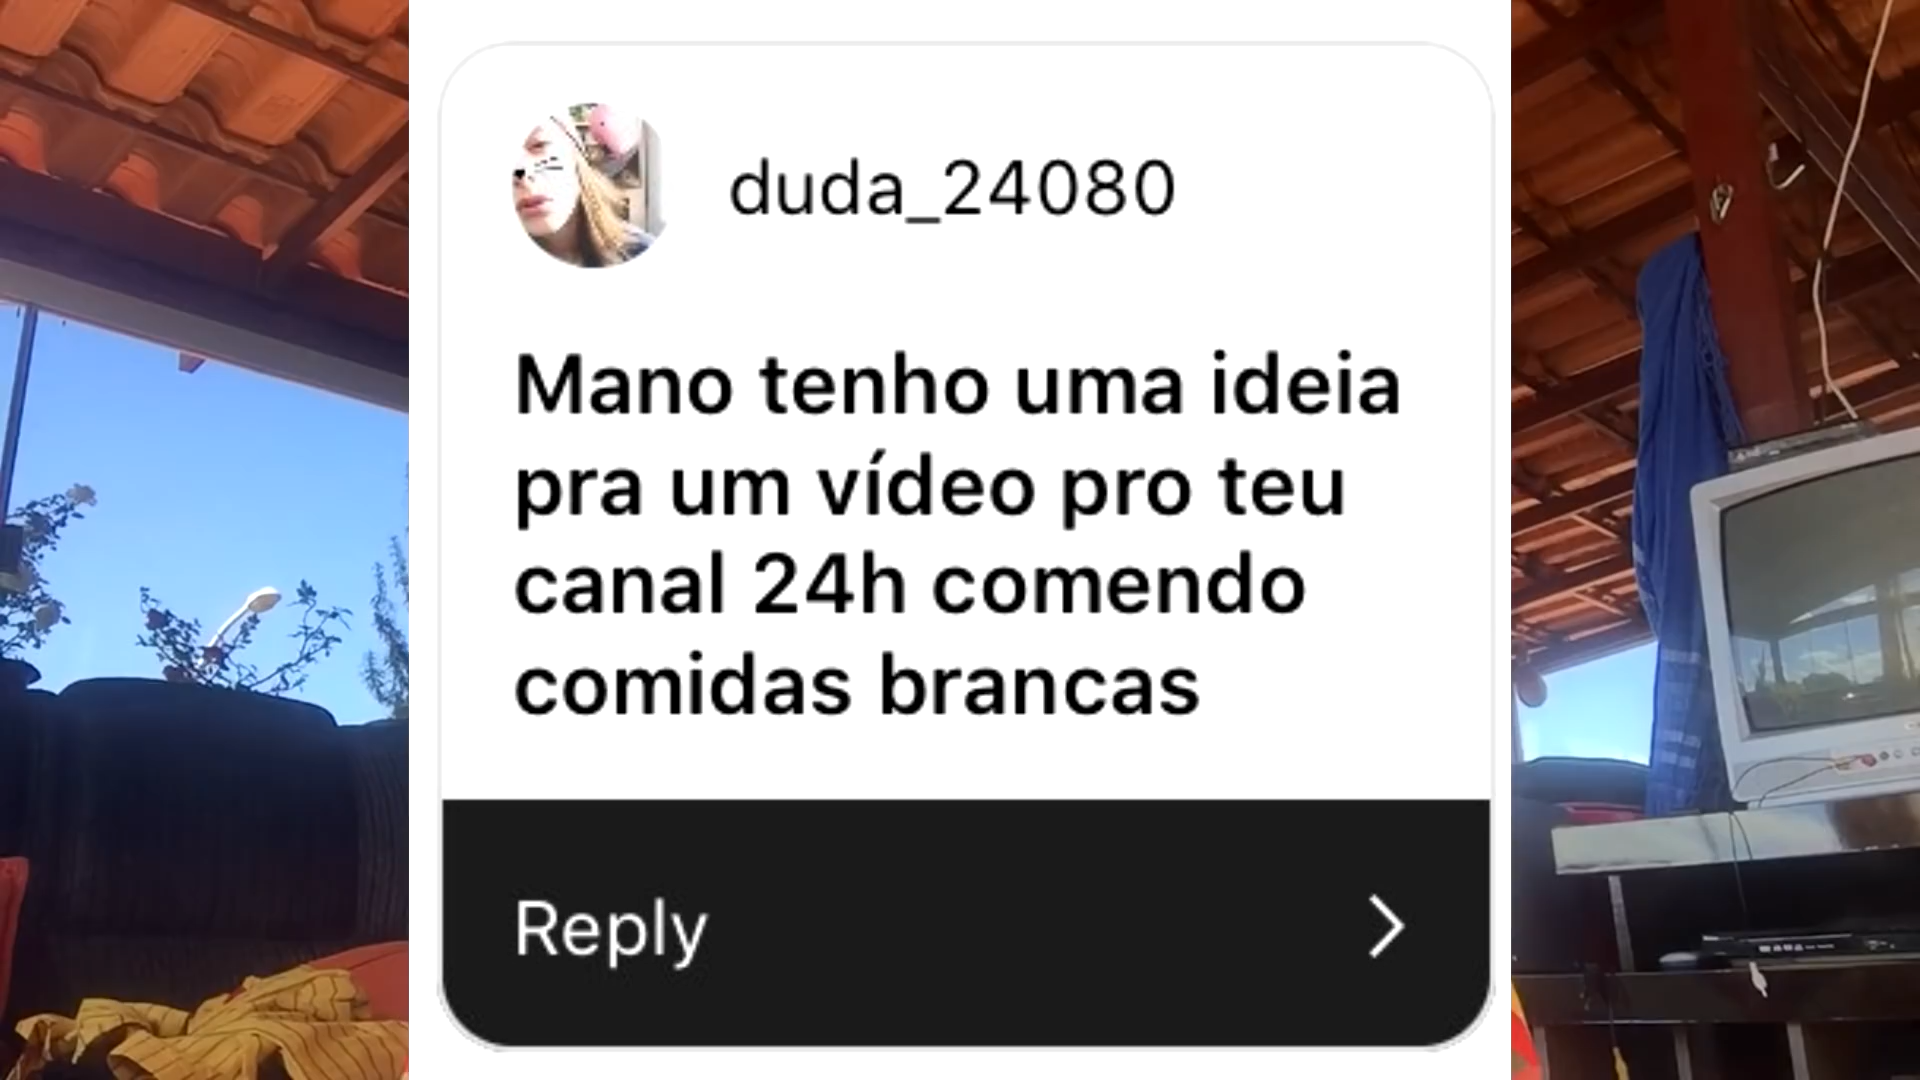 duda_24080
Mano tenho uma ideia
pra um vídeo pro teu
canal 24h comendo
comidas brancas
Reply